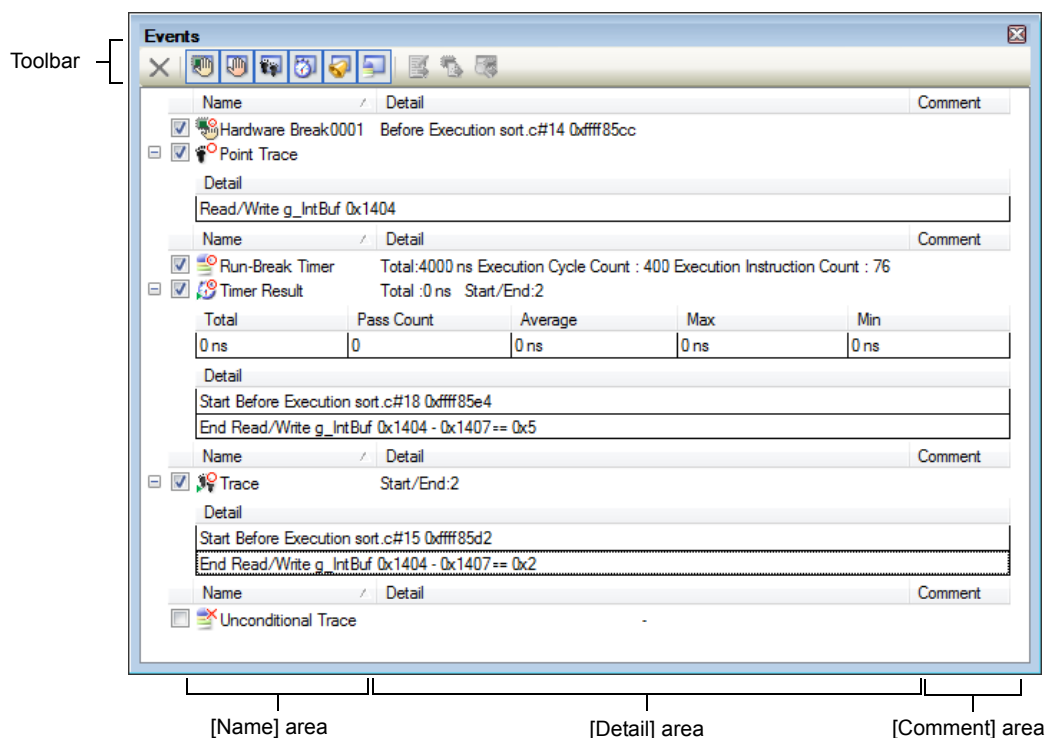 Events
Toolbar
Name Detail Comment
Hardware Break0001 Before Execution sort.c#14 0xffff85cc
Point Trace
Detail
Read/Write g_IntBuf 0x1404
Name Detail Comment
Run-Break Timer Total:4000 ns Execution Cycle Count : 400 Execution Instruction Count : 76
Timer Result Total :0 ns Start/End:2
Total Pass Count Average Max Min
0 ns 0 0 ns 0 ns 0 ns
Detail
Start Before Execution sort.c#18 0xffff85e4
End Read/Write g_IntBuf 0x1404 - 0x1407== 0x5
Name Detail Comment
Trace Start/End:2
Detail
Start Before Execution sort.c#15 0xffff85d2
End Read/Write g_IntBuf 0x1404 - 0x1407== 0x2
Name Detail Comment
Unconditional Trace -
[Name] area [Detail] area [Comment] area